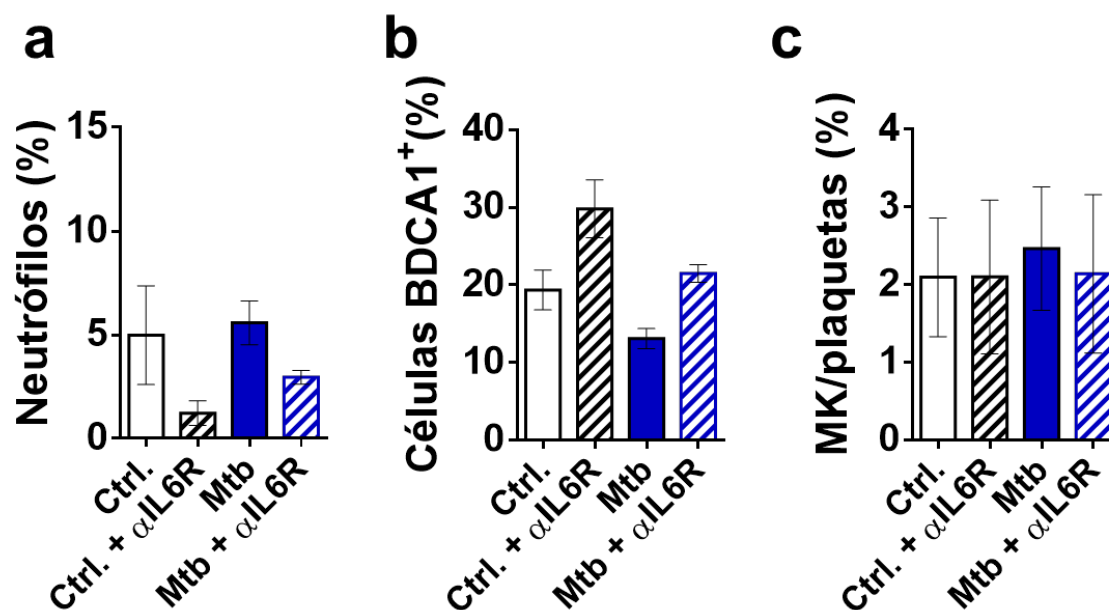 a
Neutrófilos (%)
15
10
5
0
Ctrl.
Ctrl. + αIL6R
Mtb
Mtb + αIL6R
b
Células BDCA1⁺(%)
40
30
20
10
0
Ctrl.
Ctrl. + αIL6R
Mtb
Mtb + αIL6R
c
MK/plaquetas (%)
4
3
2
1
0
Ctrl.
Ctrl. + αIL6R
Mtb
Mtb + αIL6R